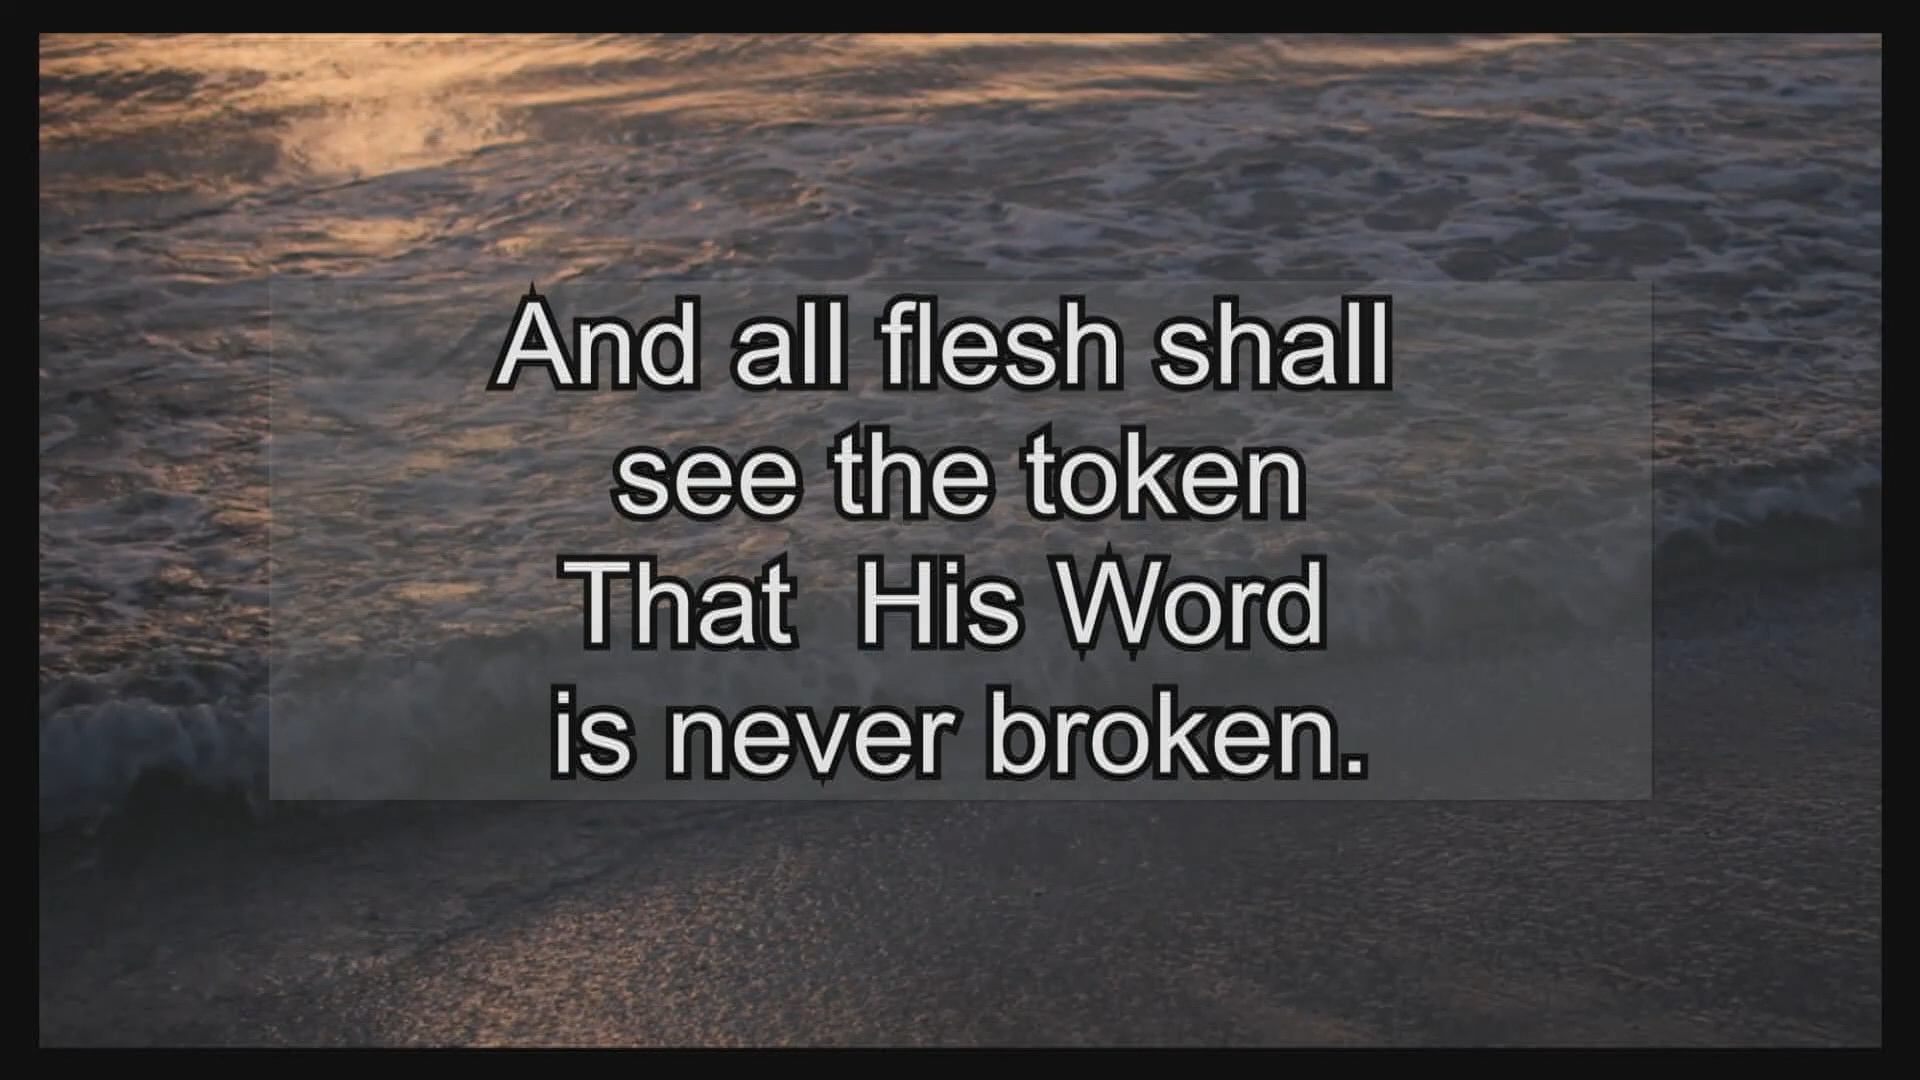 And all flesh shall
see the token
That  His Word
is never broken.